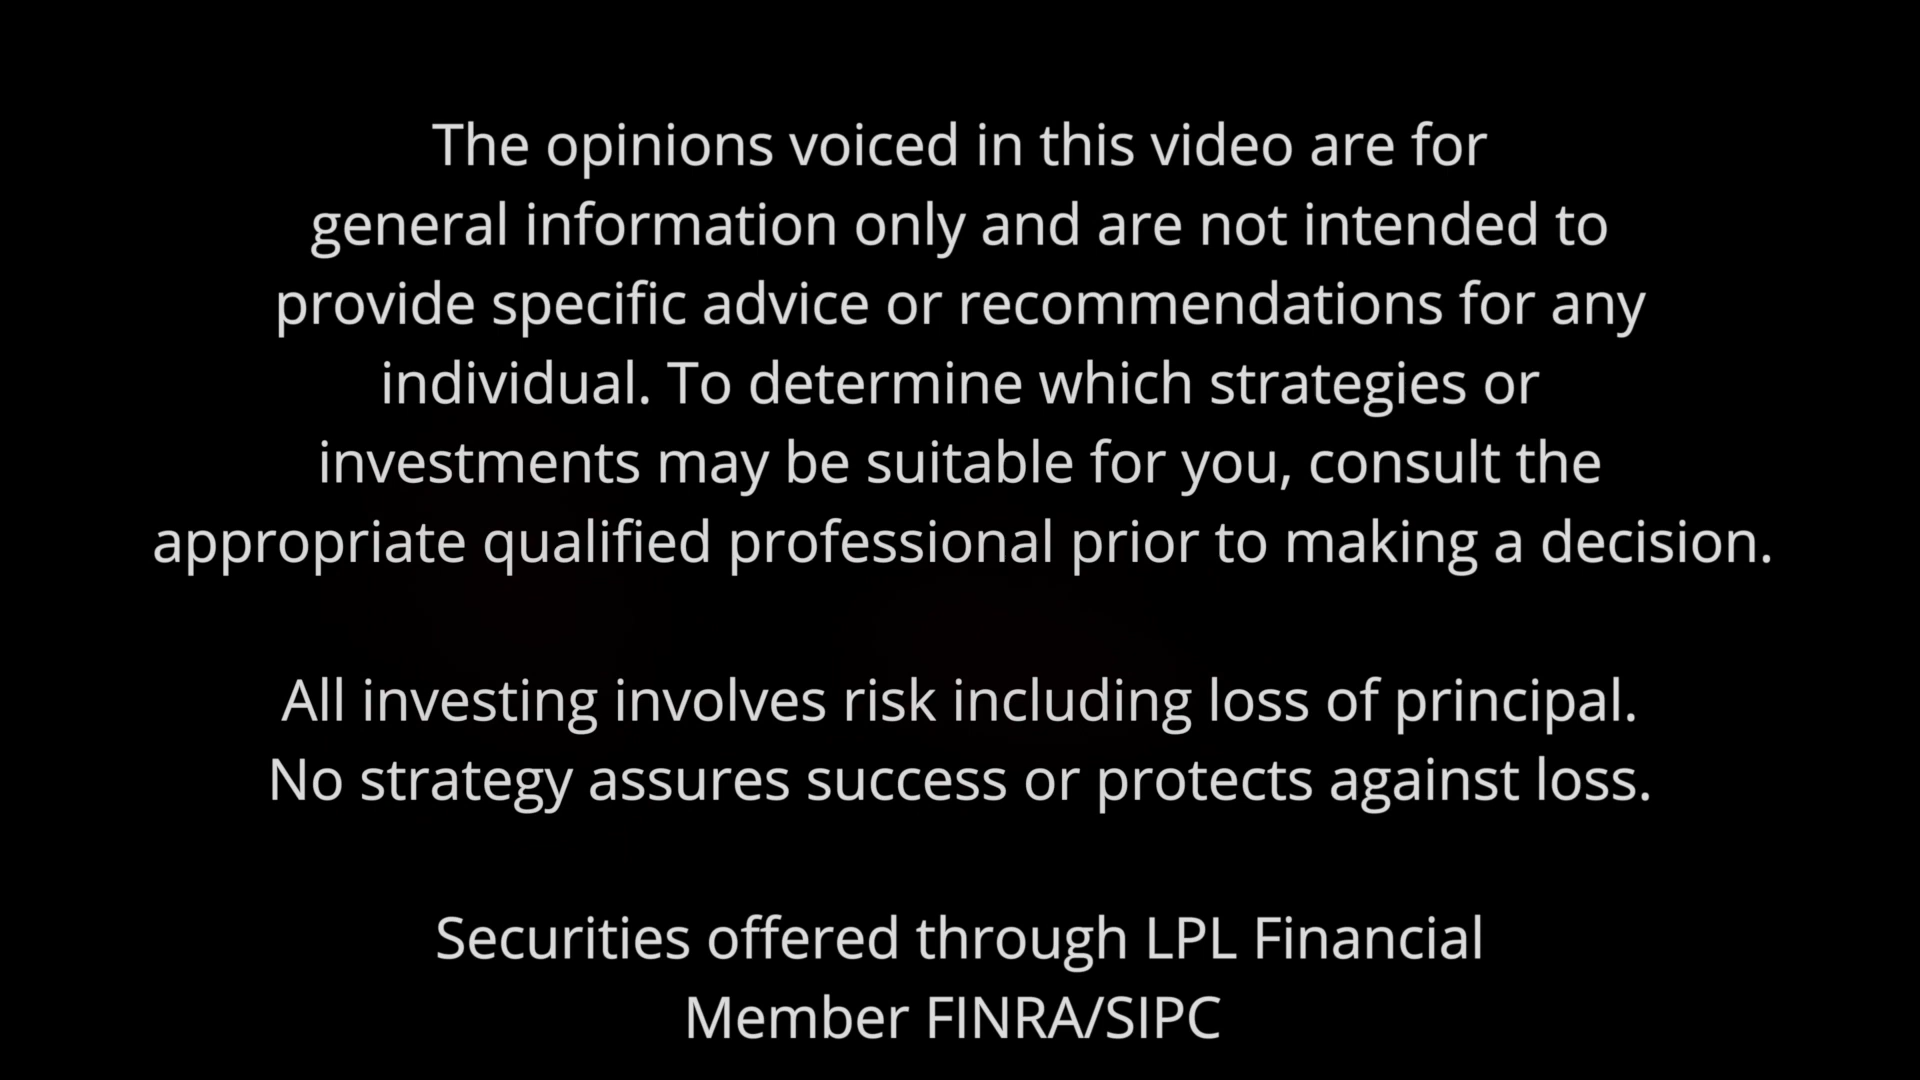 The opinions voiced in this video are for
general information only and are not intended to
provide specific advice or recommendations for any
individual. To determine which strategies or
investments may be suitable for you, consult the
appropriate qualified professional prior to making a decision.
All investing involves risk including loss of principal.
No strategy assures success or protects against loss.
Securities offered through LPL Financial
Member FINRA/SIPC